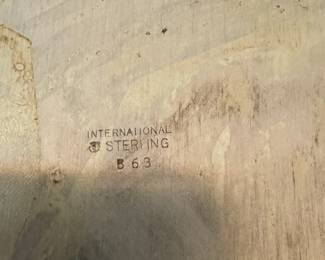 INTERNATIONAL
STERLING
B 63